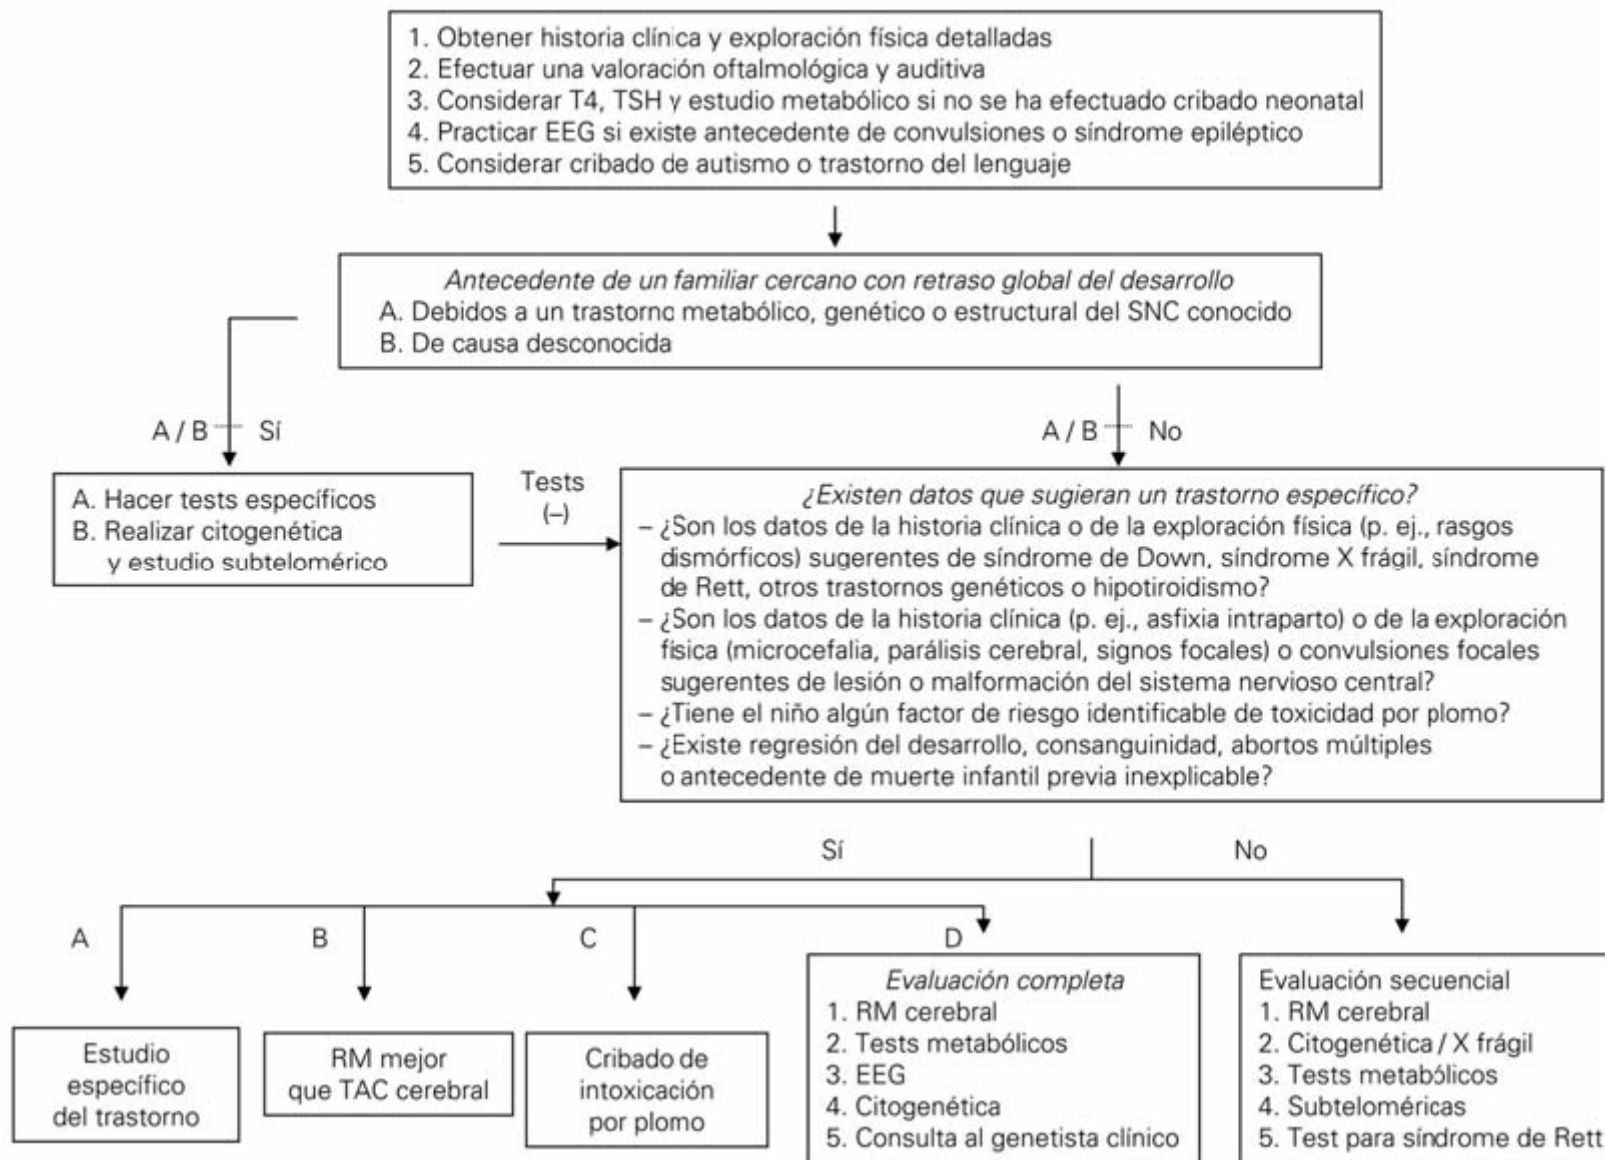 1. Obtener historia clínica y exploración física detalladas
2. Efectuar una valoración oftalmológica y auditiva
3. Considerar T4, TSH y estudio metabólico si no se ha efectuado cribado neonatal
4. Practicar EEG si existe antecedente de convulsiones o síndrome epiléptico
5. Considerar cribado de autismo o trastorno del lenguaje
Antecedente de un familiar cercano con retraso global del desarrollo
A. Debidos a un trastorno metabólico, genético o estructural del SNC conocido
B. De causa desconocida
A / B Sí
A / B No
A. Hacer tests específicos
B. Realizar citogenética
y estudio subtelomérico
Tests
(–)
¿Existen datos que sugieran un trastorno específico?
– ¿Son los datos de la historia clínica o de la exploración física (p. ej., rasgos
dismórficos) sugerentes de síndrome de Down, síndrome X frágil, síndrome
de Rett, otros trastornos genéticos o hipotiroidismo?
– ¿Son los datos de la historia clínica (p. ej., asfixia intraparto) o de la exploración
física (microcefalia, parálisis cerebral, signos focales) o convulsiones focales
sugerentes de lesión o malformación del sistema nervioso central?
– ¿Tiene el niño algún factor de riesgo identificable de toxicidad por plomo?
– ¿Existe regresión del desarrollo, consanguinidad, abortos múltiples
o antecedente de muerte infantil previa inexplicable?
Sí
No
A
B
C
D
Estudio
específico
del trastorno
RM mejor
que TAC cerebral
Cribado de
intoxicación
por plomo
Evaluación completa
1. RM cerebral
2. Tests metabólicos
3. EEG
4. Citogenética
5. Consulta al genetista clínico
Evaluación secuencial
1. RM cerebral
2. Citogenética / X frágil
3. Tests metabólicos
4. Subteloméricas
5. Test para síndrome de Rett